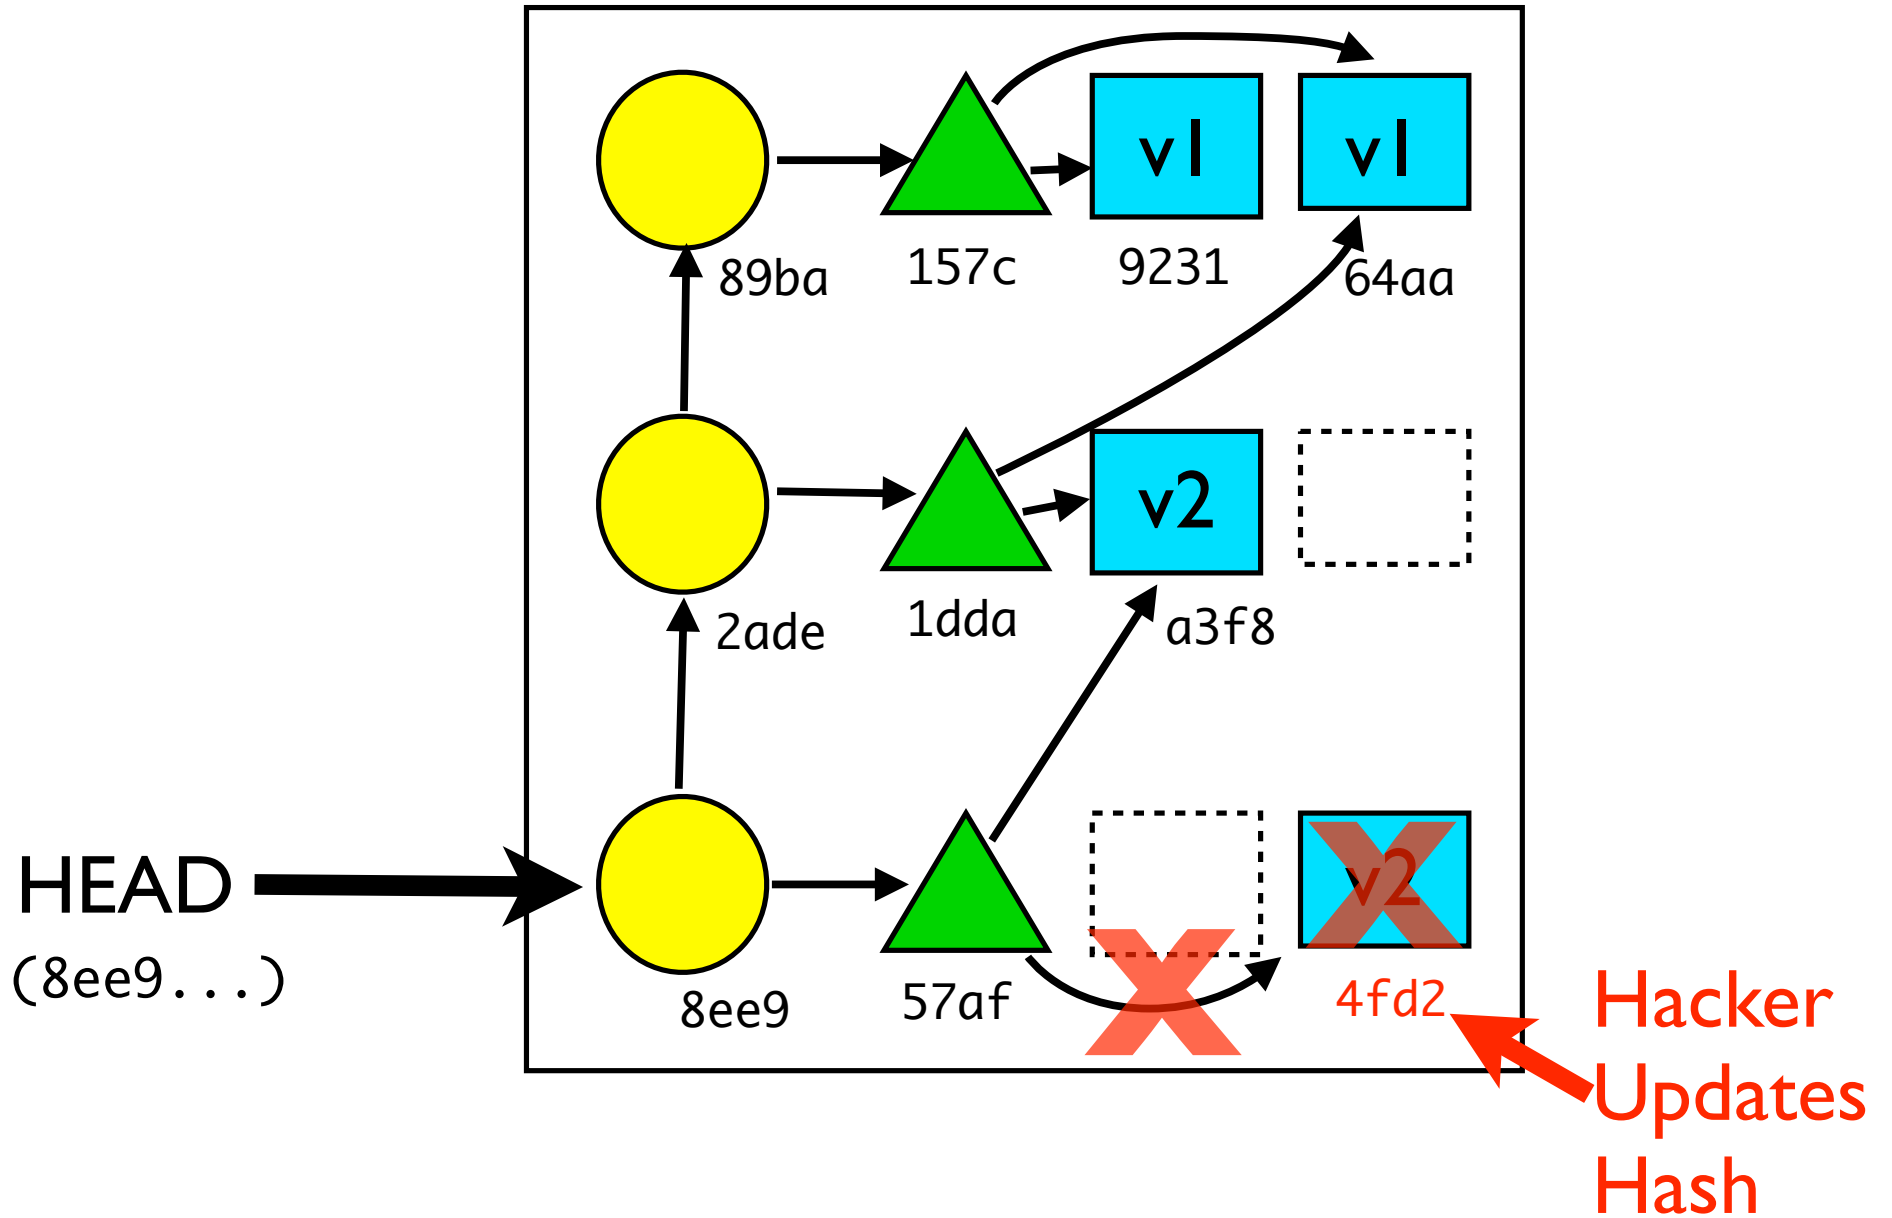 v1 v1
89ba 157c 9231 64aa
v2
2ade 1dda a3f8
v2
HEAD
(8ee9...)
8ee9 57af 4fd2
Hacker
Updates
Hash